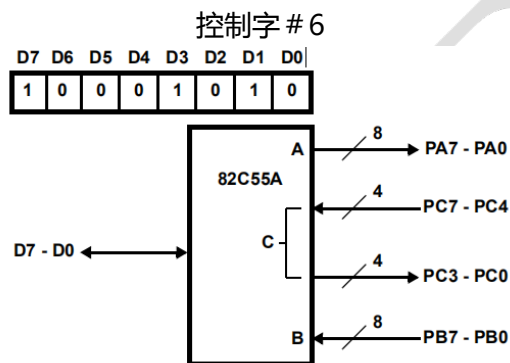 控制字#6
D7 D6 D5 D4 D3 D2 D1 D0
1 0 0 0 1 0 1 0
A 8 PA7 - PA0
82C55A
4 PC7 - PC4
C
D7 - D0
4 PC3 - PC0
B 8 PB7 - PB0